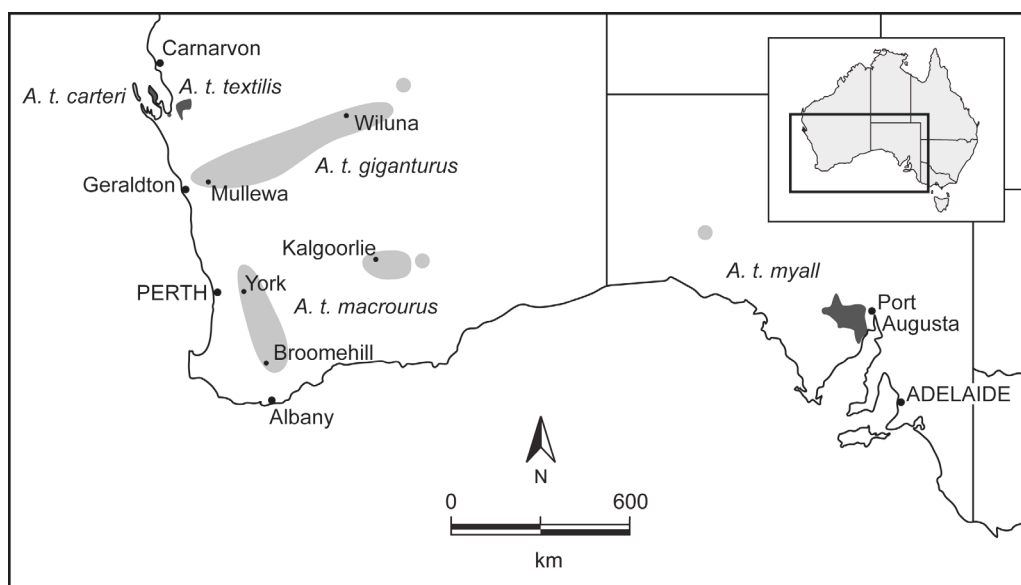 Carnarvon
A. t. carteri
A. t. textilis
Wiluna
A. t. giganturus
Geraldton
Mullewa
Kalgoorlie
A. t. myall
PERTH
York
A. t. macrourus
Port
Augusta
Broomehill
ADELAIDE
Albany
N
0
600
km